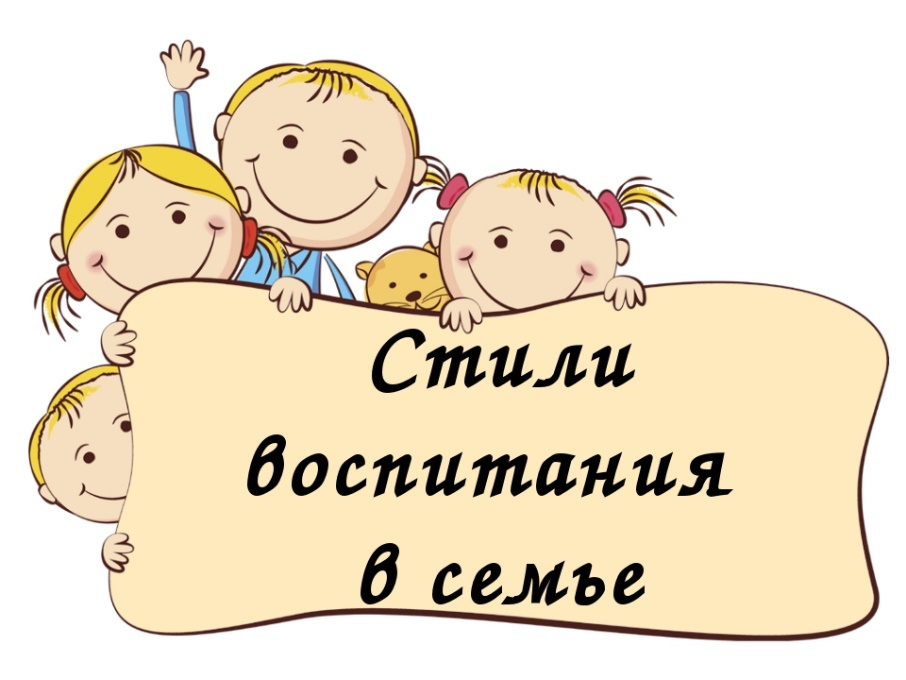 Стили
воспитания
в семье